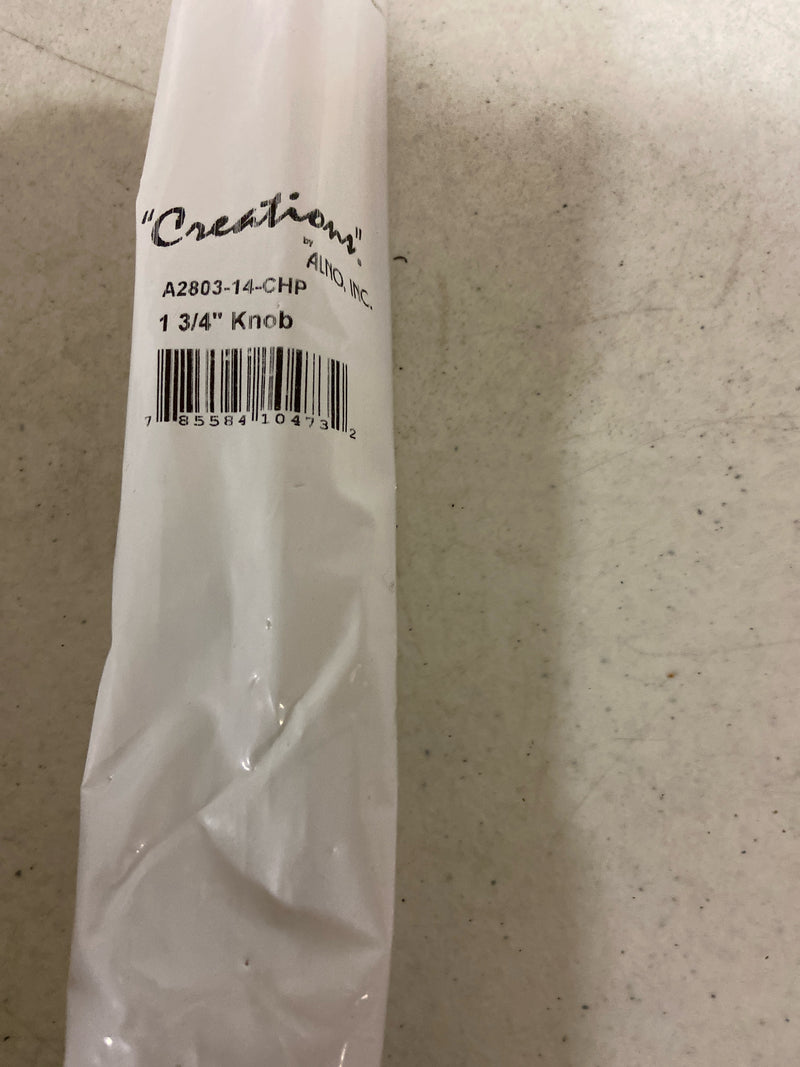 "Creations"
by
ALNO, INC.
A2803-14-CHP
1 3/4" Knob
7 85584 10473 2